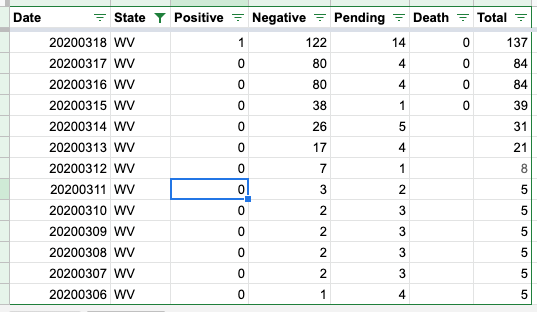 Date State Positive Negative Pending Death Total
20200318 WV 1 122 14 0 137
20200317 WV 0 80 4 0 84
20200316 WV 0 80 4 0 84
20200315 WV 0 38 1 0 39
20200314 WV 0 26 5 31
20200313 WV 0 17 4 21
20200312 WV 0 7 1 8
20200311 WV 0 3 2 5
20200310 WV 0 2 3 5
20200309 WV 0 2 3 5
20200308 WV 0 2 3 5
20200307 WV 0 2 3 5
20200306 WV 0 1 4 5